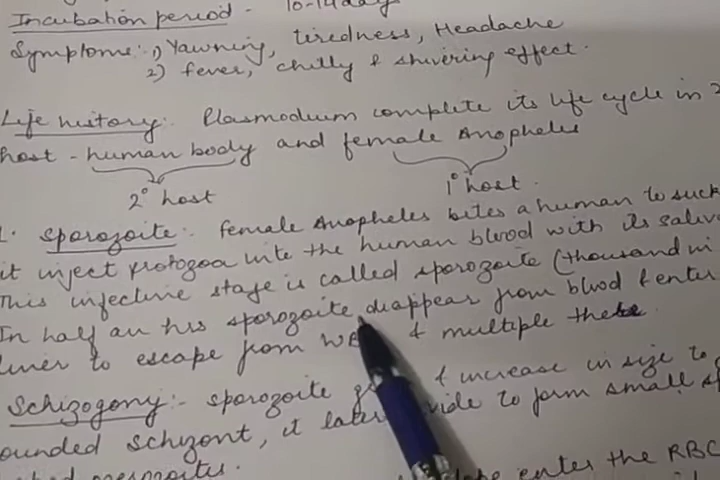 Incubation period - 10-14 day
Symptoms:- 1) Yawning, tiredness, Headache
2) fever, chilly & shivering effect.
Life history:- Plasmodium complete its life cycle in 2
host - human body and female Anopheles
2° host
1° host.
1. Sporozoite:- female Anopheles bites a human to suck
it inject protozoa into the human blood with its saliva
This infective stage is called sporozoite (thousand in
In half an hrs sporozoite disappear from blood & enter
liver to escape from & multiple these.
Schizogony:- sporozoite & increase in size to
ounded schizont, it later to form small
enter the RBC